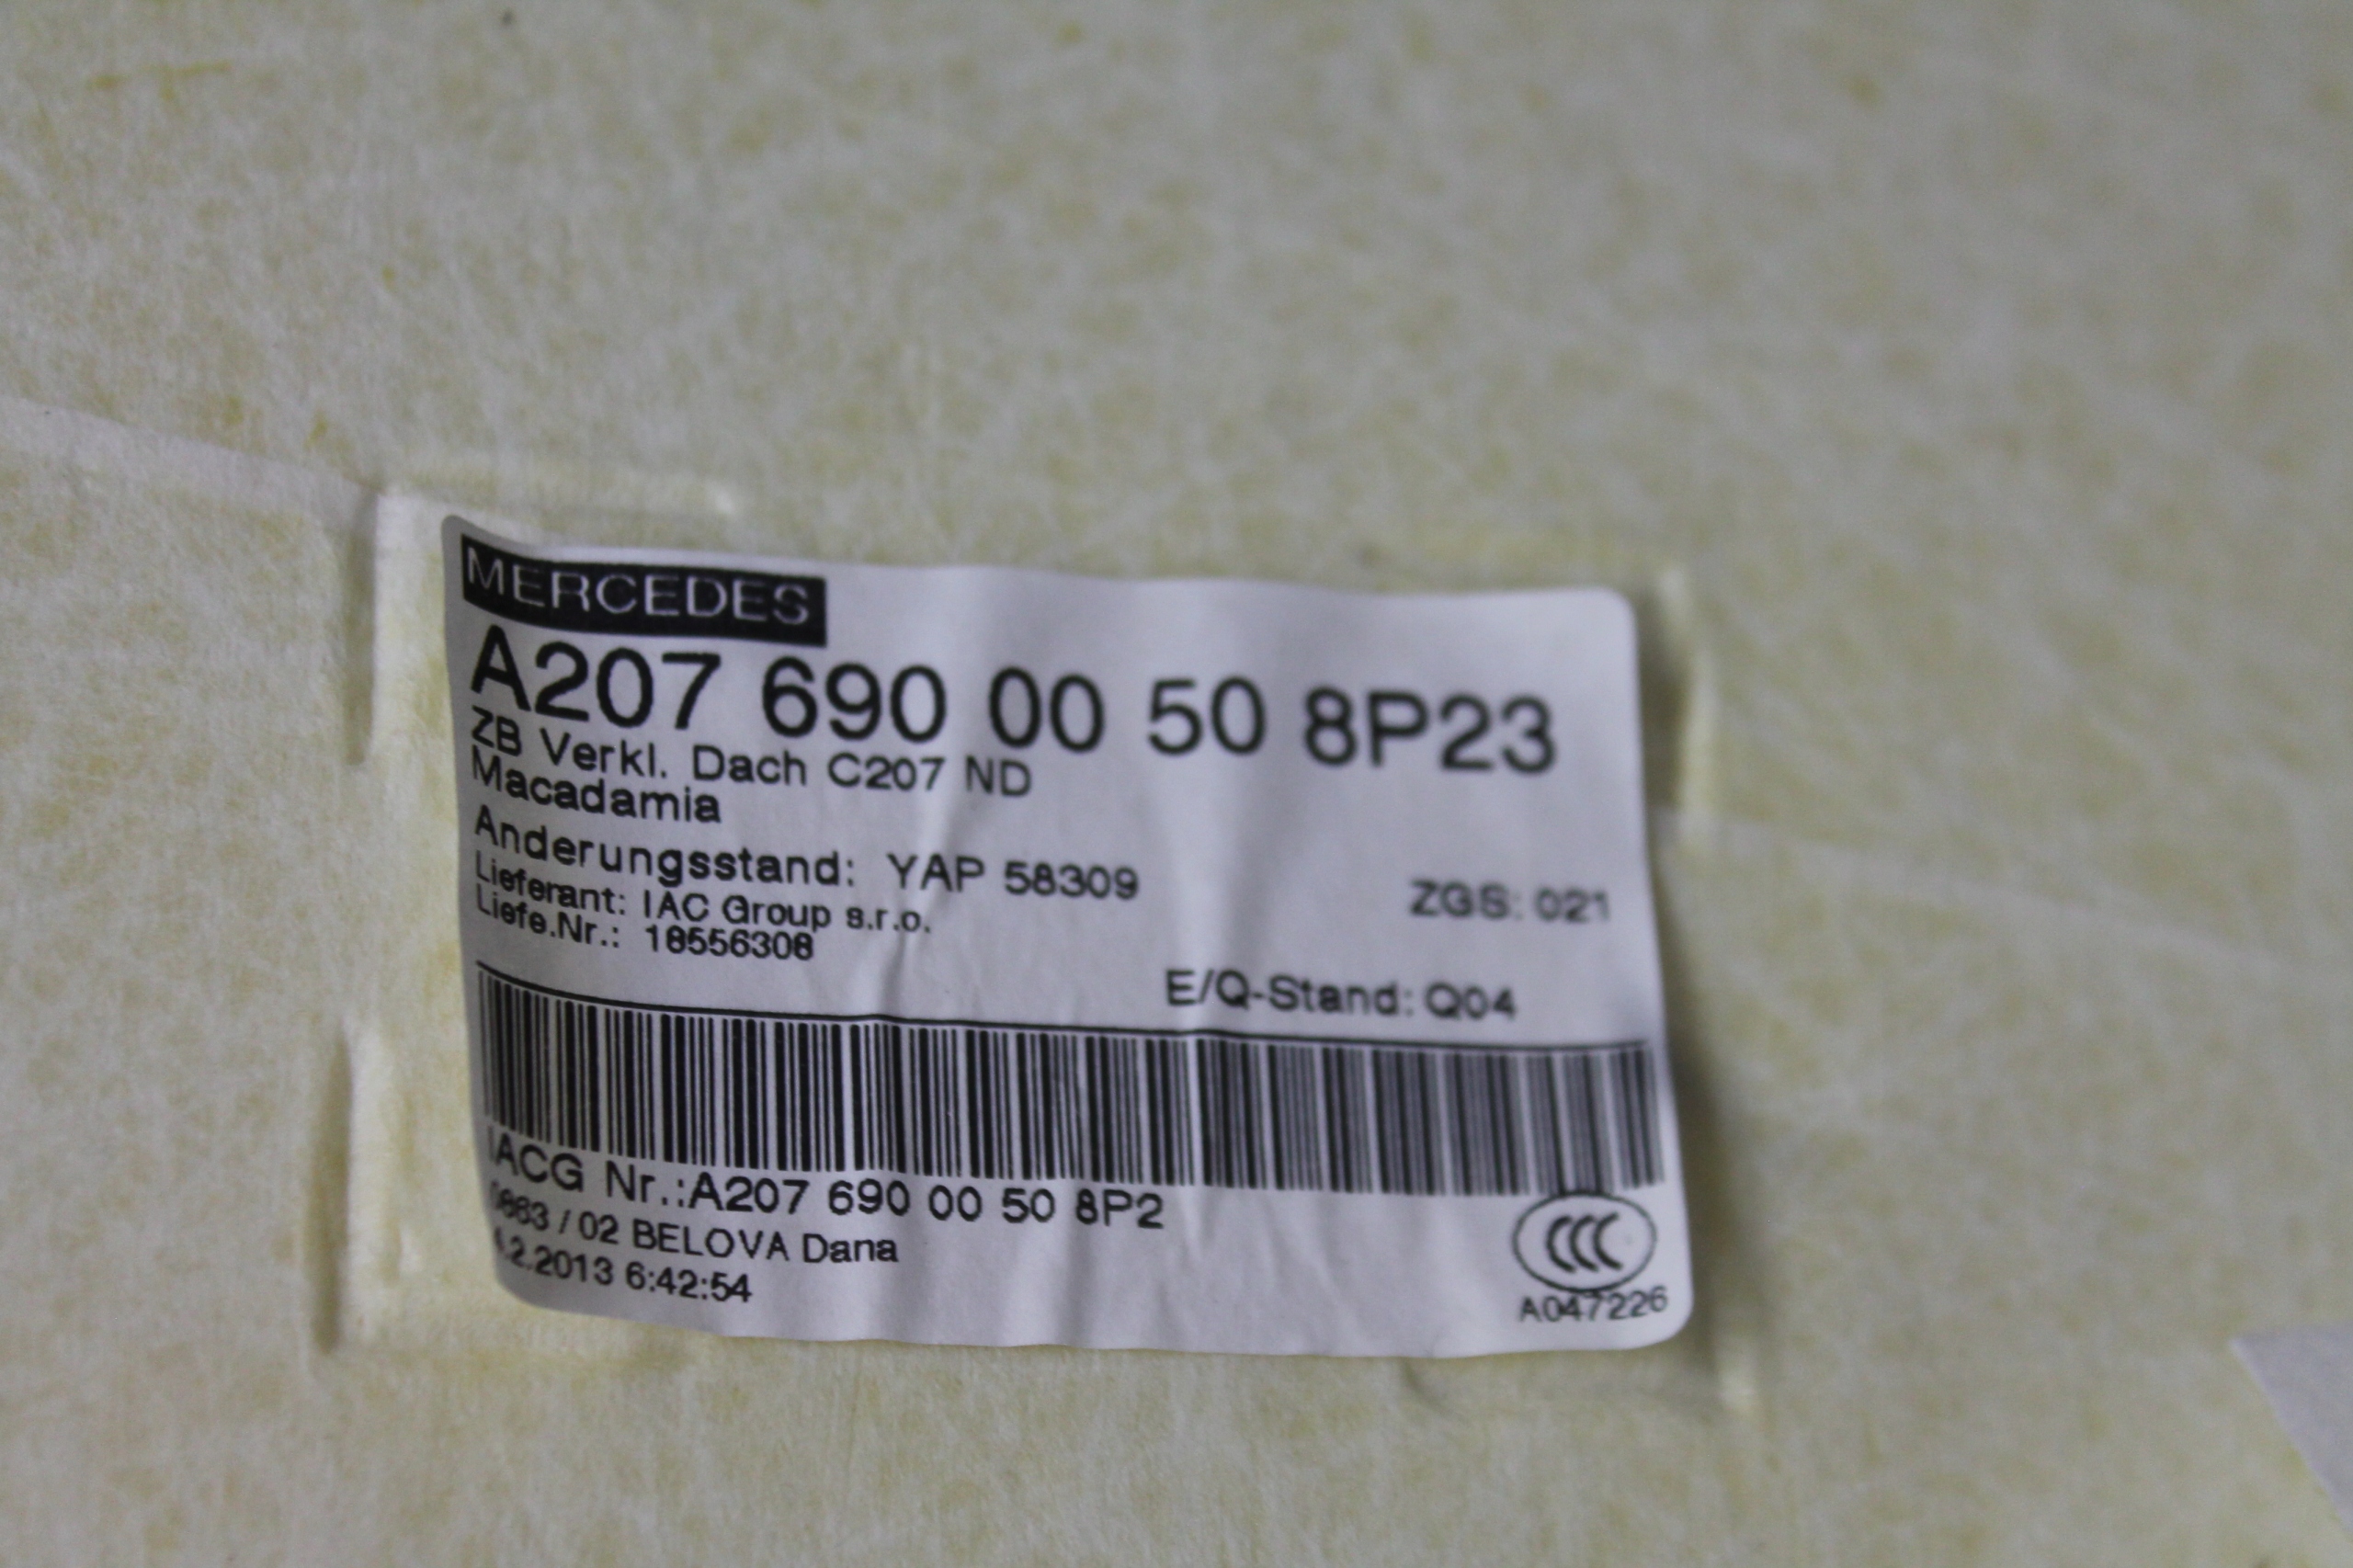 MERCEDES
A207 690 00 50 8P23
ZB Verkl. Dach C207 ND
Macadamia
Anderungsstand: YAP 58309
ZGS: 021
Lieferant: IAC Group s.r.o.
Liefe.Nr.: 18556308
E/Q-Stand: Q04
IACG Nr.:A207 690 00 50 8P2
/ 02 BELOVA Dana
.2.2013 6:42:54
CCC
A047226